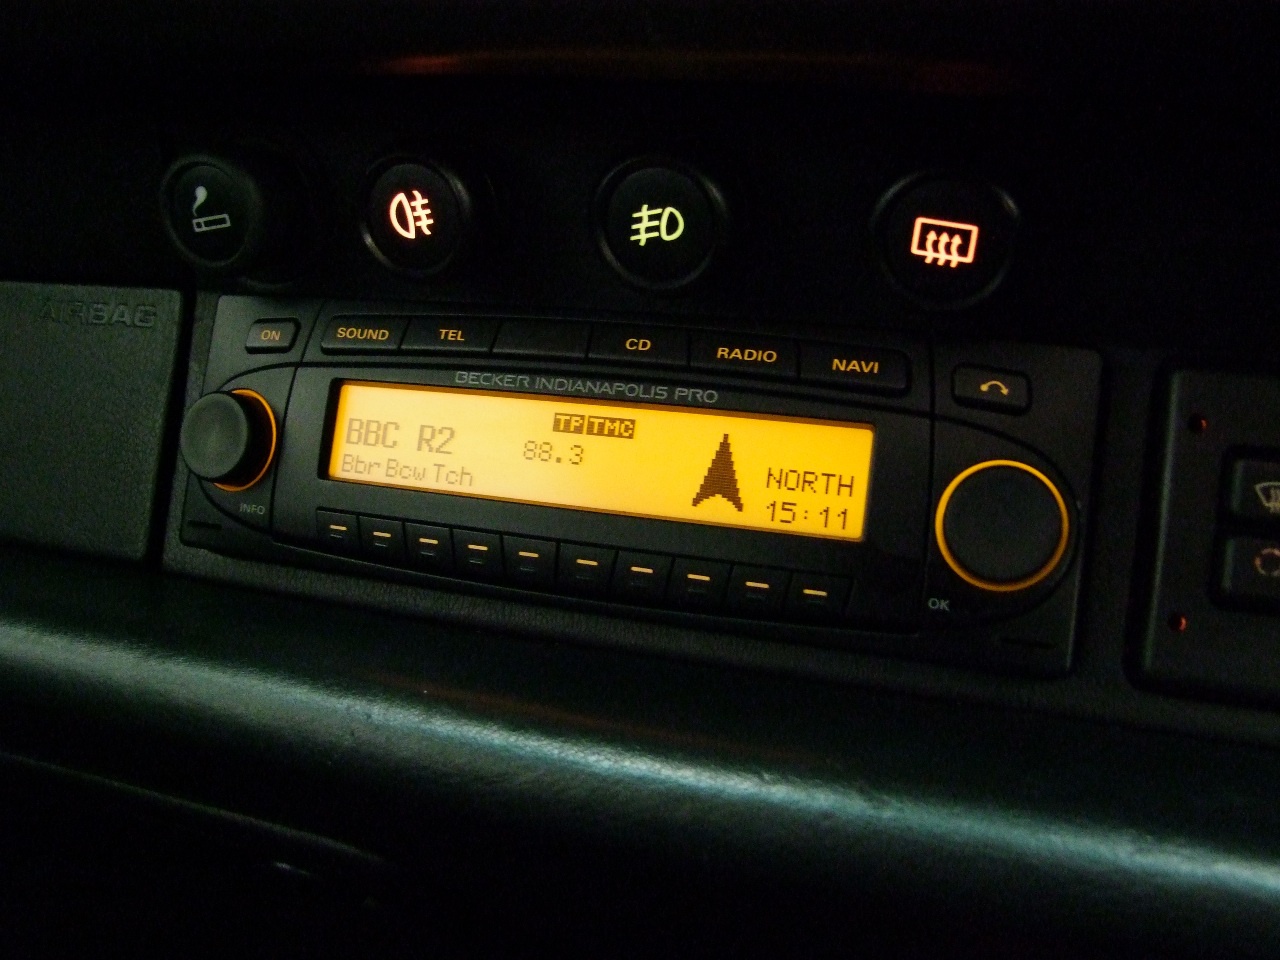 AIRBAG
ON
SOUND
TEL
CD
RADIO
NAVI
BECKER INDIANAPOLIS PRO
TP TMC
BBC R2
88.3
NORTH
Bbr Bcw Tch
15:11
INFO
OK